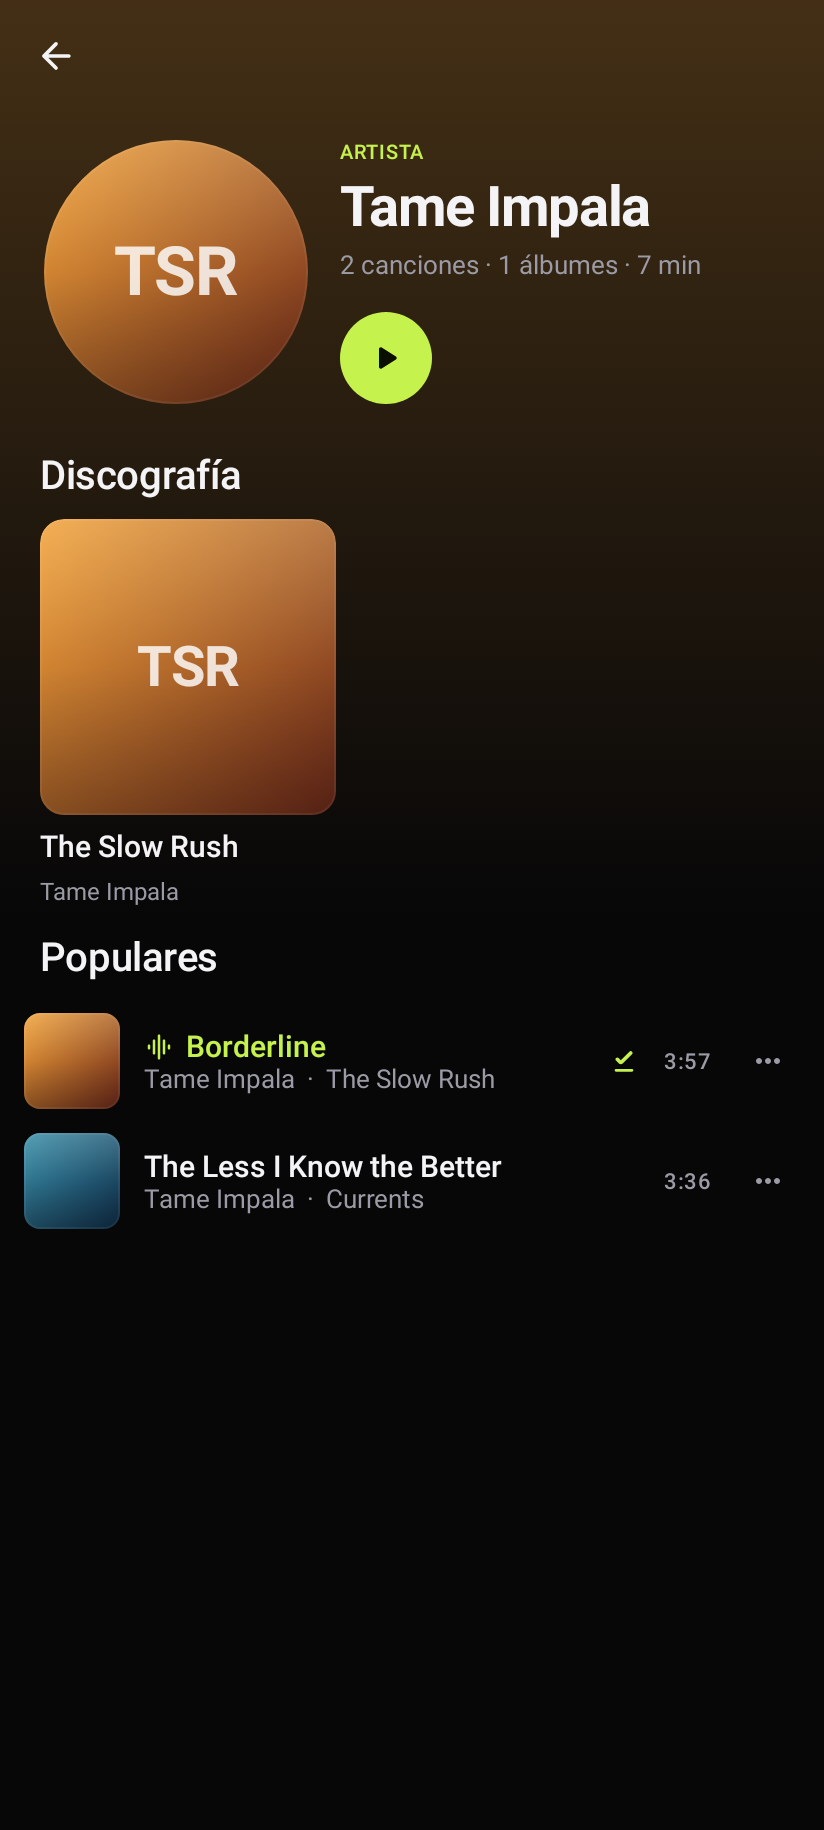 ARTISTA
TSR
Tame Impala
2 canciones · 1 álbumes · 7 min
Discografía
TSR
The Slow Rush
Tame Impala
Populares
Borderline
Tame Impala · The Slow Rush
3:57
The Less I Know the Better
Tame Impala · Currents
3:36